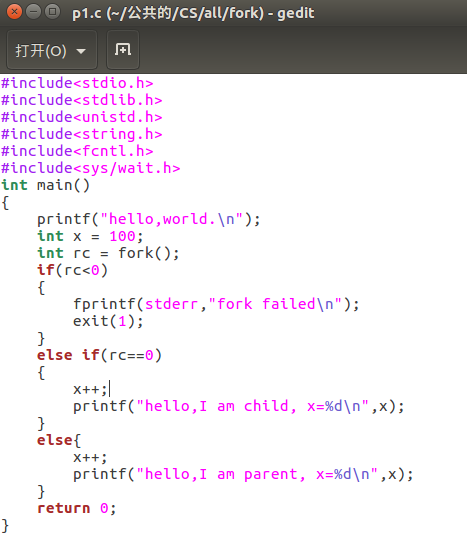 p1.c (~/公共的/CS/all/fork) - gedit
打开(O)
#include<stdio.h>
#include<stdlib.h>
#include<unistd.h>
#include<string.h>
#include<fcntl.h>
#include<sys/wait.h>
int main()
{
    printf("hello,world.\n");
    int x = 100;
    int rc = fork();
    if(rc<0)
    {
        fprintf(stderr,"fork failed\n");
        exit(1);
    }
    else if(rc==0)
    {
        x++;
        printf("hello,I am child, x=%d\n",x);
    }
    else{
        x++;
        printf("hello,I am parent, x=%d\n",x);
    }
    return 0;
}